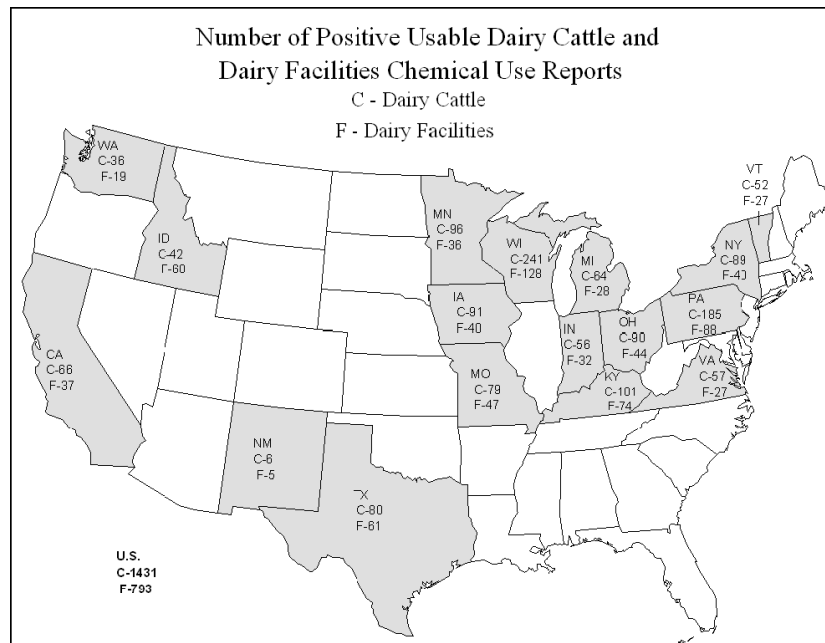 Number of Positive Usable Dairy Cattle and
Dairy Facilities Chemical Use Reports
C - Dairy Cattle
F - Dairy Facilities
WA
C-36
F-19
VT
C-52
F-27
MN
C-96
F-36
ID
C-42
F-60
WI
C-241
F-128
MI
C-64
F-28
NY
C-89
F-40
IA
C-91
F-40
PA
C-185
F-88
IN
C-56
F-32
OH
C-90
F-44
CA
C-66
F-37
VA
C-57
F-27
MO
C-79
F-47
KY
C-101
F-74
NM
C-6
F-5
TX
C-80
F-61
U.S.
C-1431
F-793